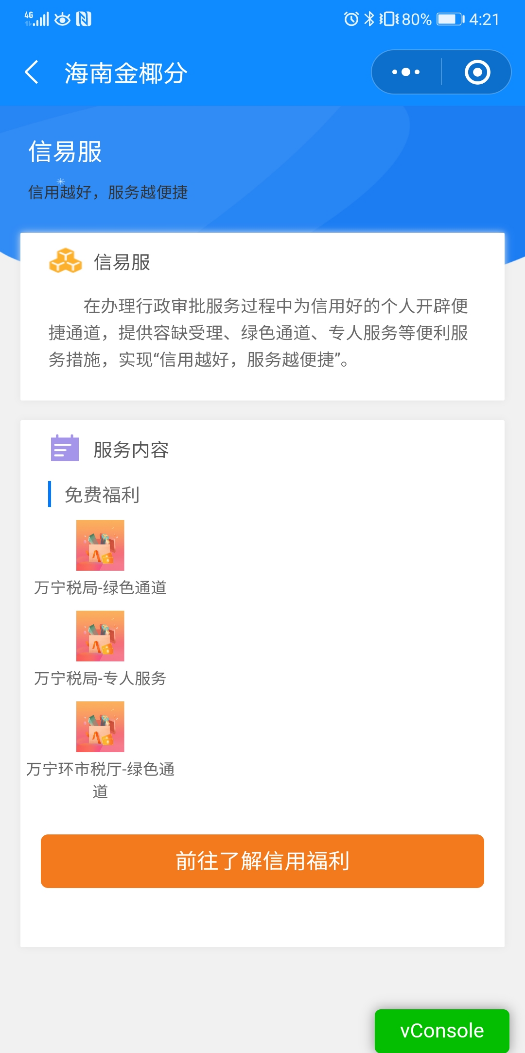 4G
80%
4:21
海南金椰分
信易服
信用越好，服务越便捷
信易服
在办理行政审批服务过程中为信用好的个人开辟便
捷通道，提供容缺受理、绿色通道、专人服务等便利服
务措施，实现“信用越好，服务越便捷”。
服务内容
免费福利
万宁税局-绿色通道
万宁税局-专人服务
万宁环市税厅-绿色通
道
前往了解信用福利
vConsole